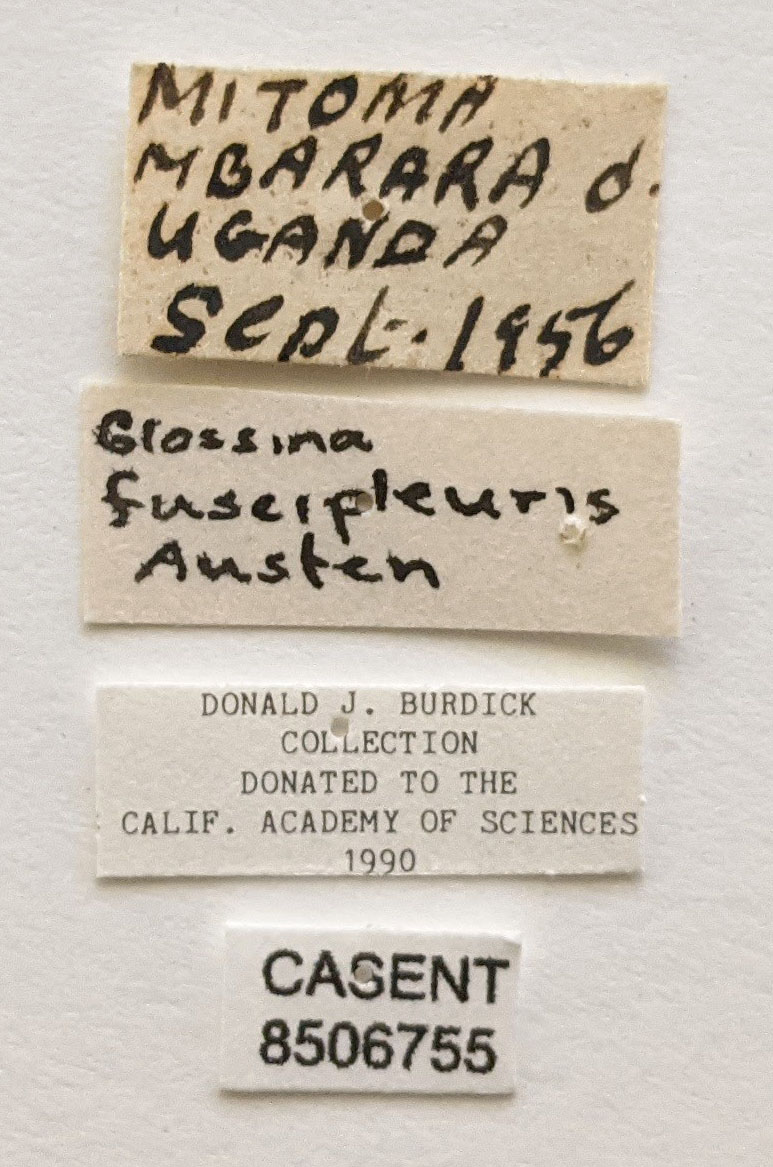 MITOMA
MBARARA d.
UGANDA
Sept. 1956
Glossina
fuscipleuris
Austen
DONALD J. BURDICK
COLLECTION
DONATED TO THE
CALIF. ACADEMY OF SCIENCES
1990
CASENT
8506755